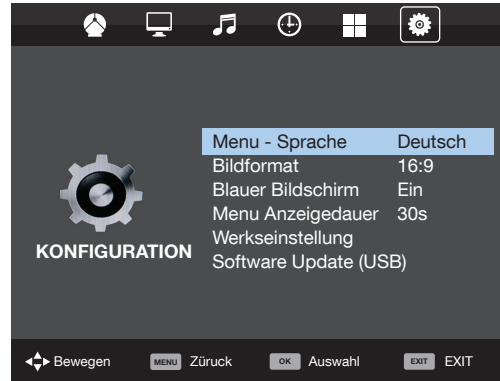 Menu - Sprache Deutsch
Bildformat 16:9
Blauer Bildschirm Ein
Menu Anzeigedauer 30s
Werkseinstellung
Software Update (USB)
KONFIGURATION
Bewegen MENU Züruck OK Auswahl EXIT EXIT